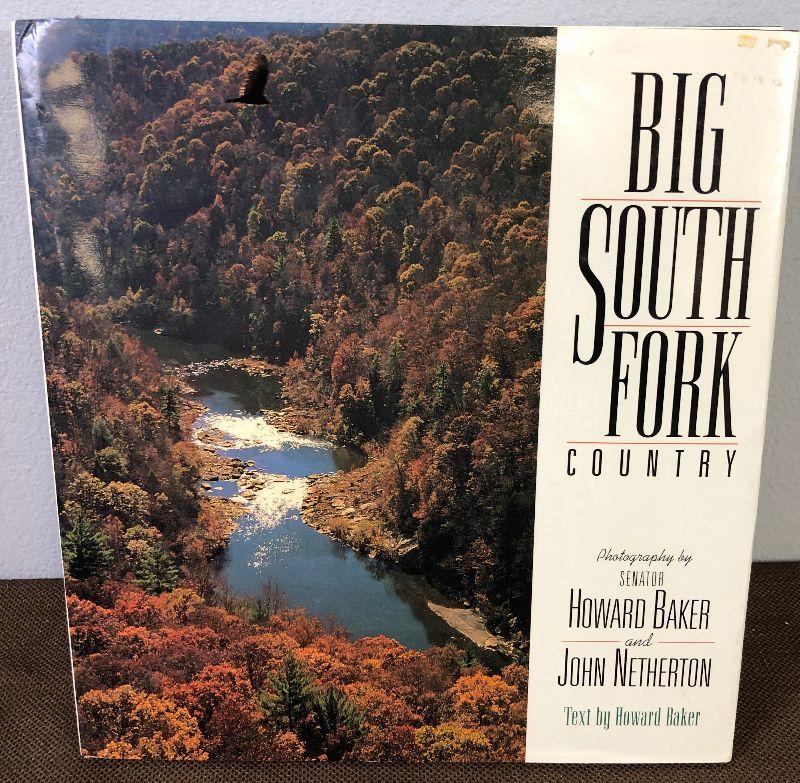 BIG
SOUTH
FORK
COUNTRY
Photography by
SENATOR
HOWARD BAKER
and
JOHN NETHERTON
Text by Howard Baker